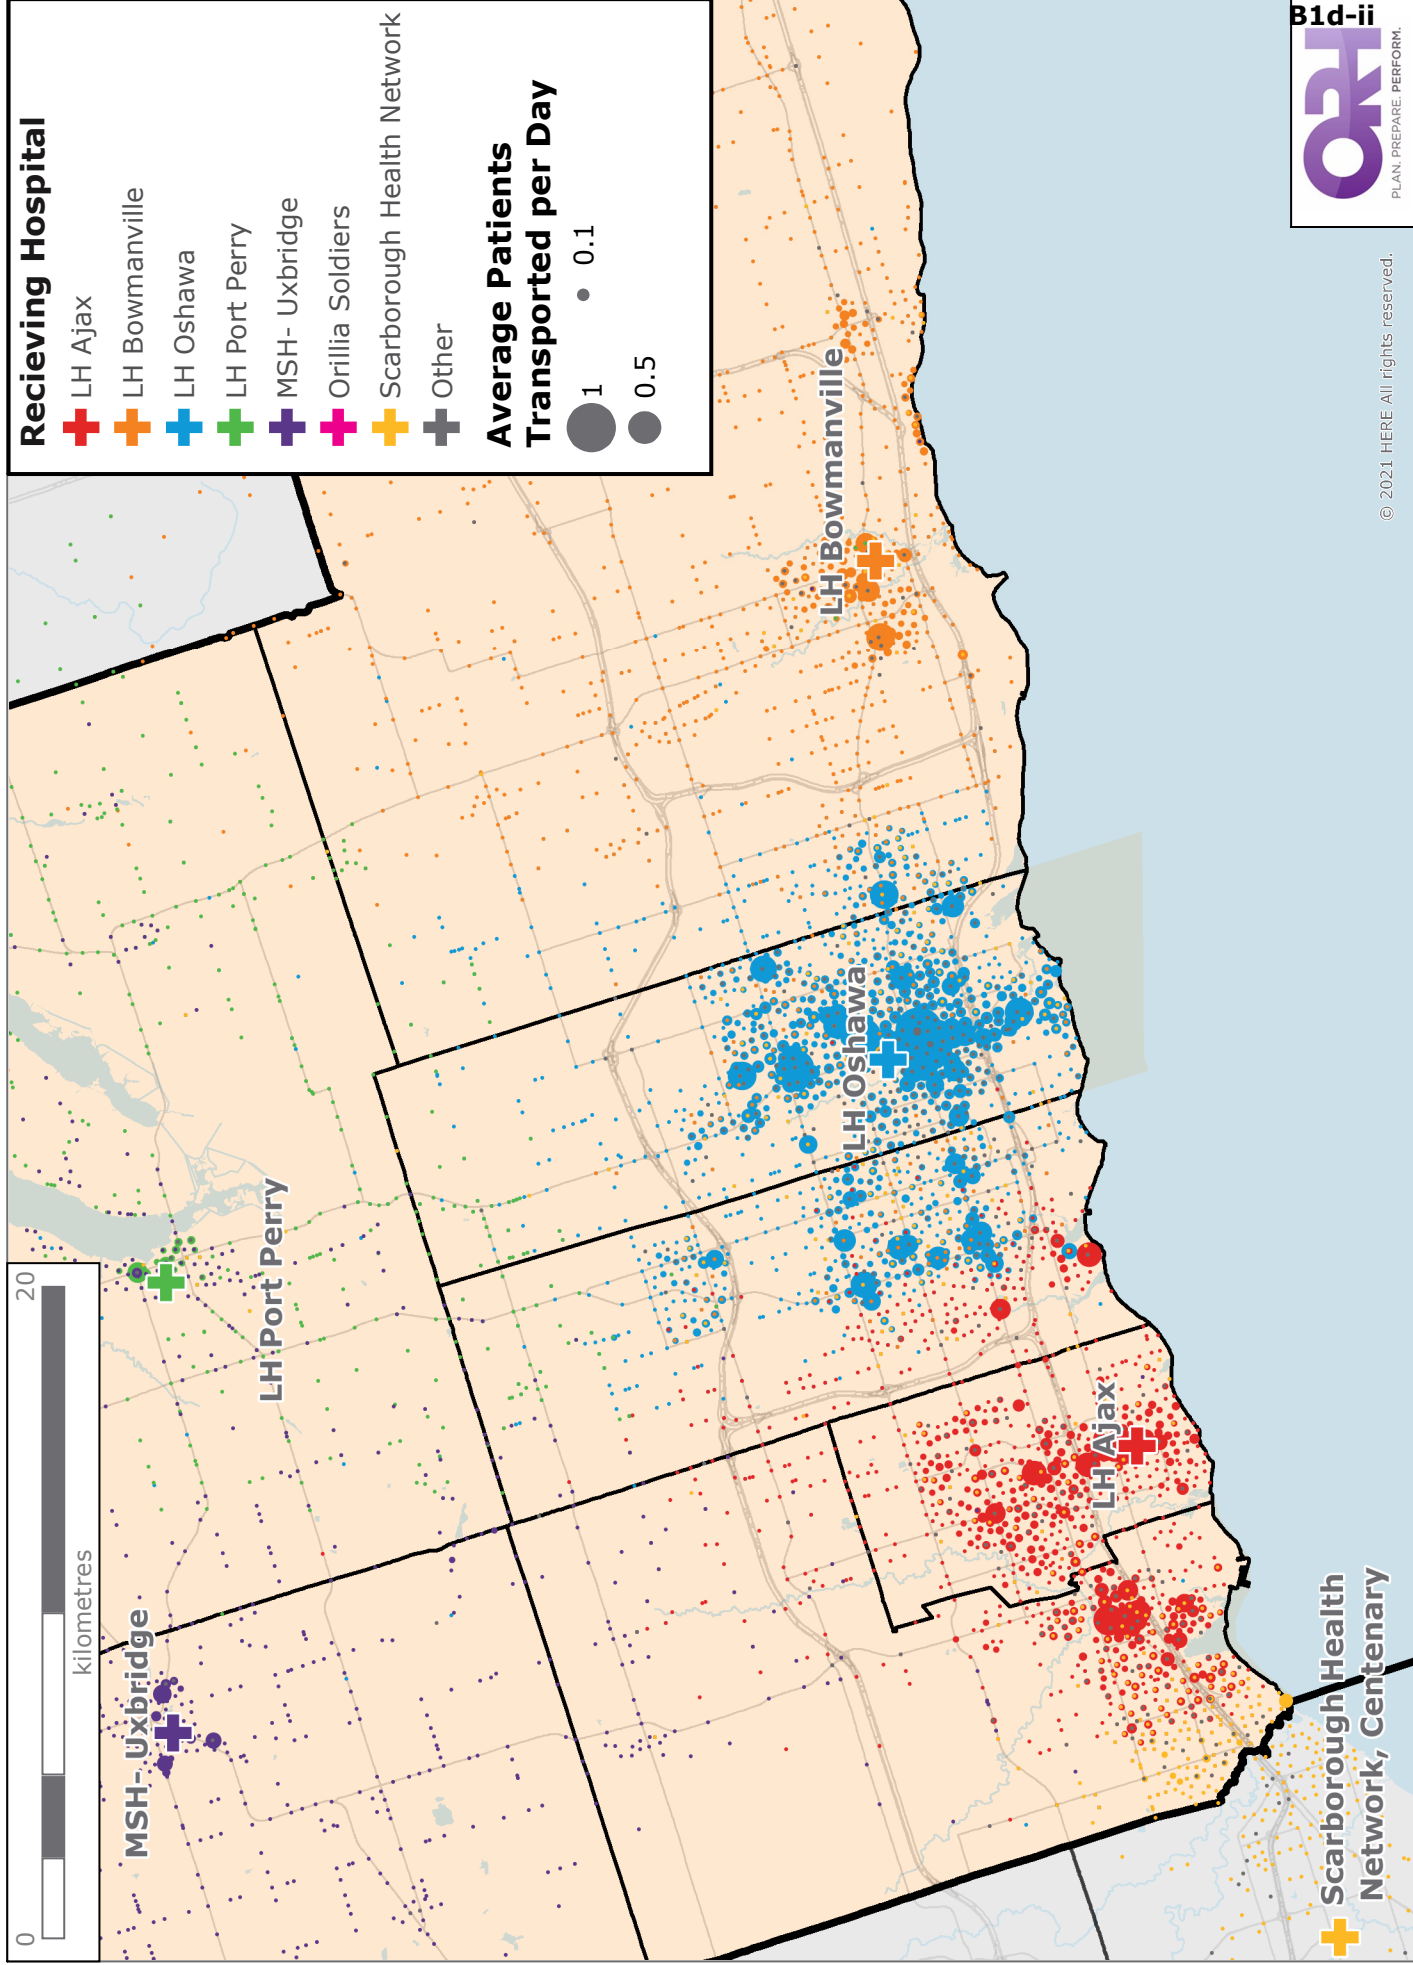 B1d-ii
ORH
PLAN. PREPARE. PERFORM.
Recieving Hospital
LH Ajax
LH Bowmanville
LH Oshawa
LH Port Perry
MSH- Uxbridge
Orillia Soldiers
Scarborough Health Network
Other
Average Patients
Transported per Day
1
0.5
0.1
0
20
kilometres
MSH- Uxbridge
LH Port Perry
LH Bowmanville
LH Oshawa
LH Ajax
Scarborough Health
Network, Centenary
© 2021 HERE All rights reserved.